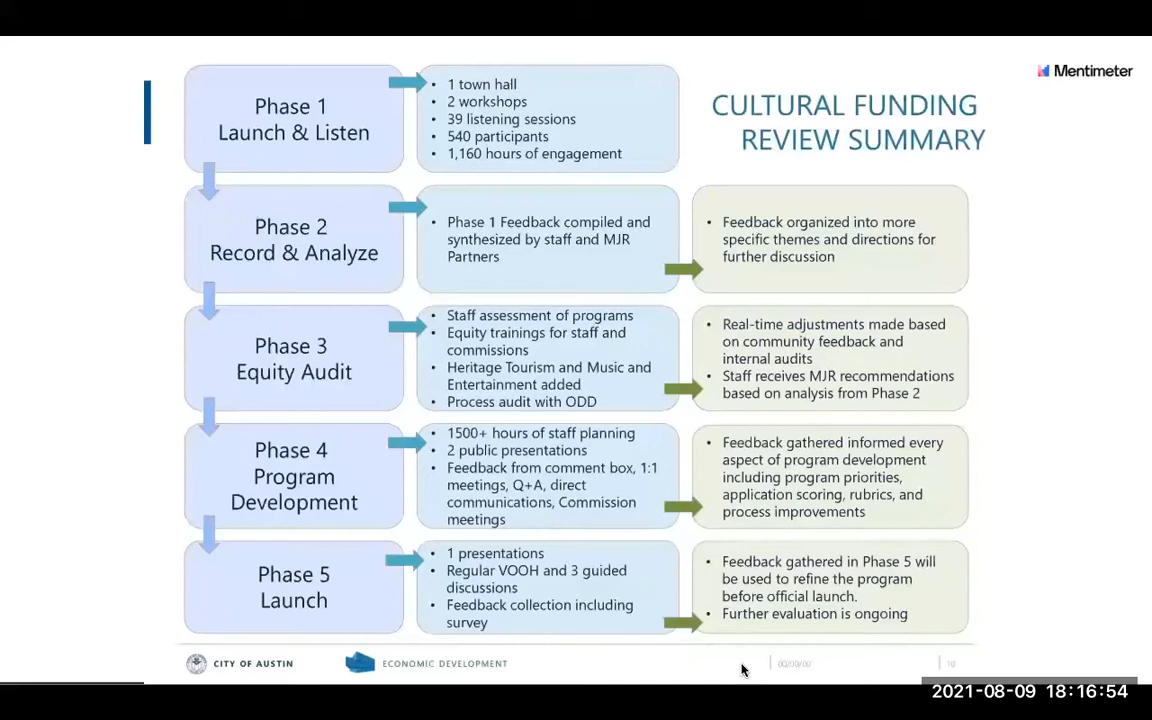 Mentimeter
CULTURAL FUNDING
REVIEW SUMMARY
Phase 1
Launch & Listen
• 1 town hall
• 2 workshops
• 39 listening sessions
• 540 participants
• 1,160 hours of engagement
Phase 2
Record & Analyze
• Phase 1 Feedback compiled and
synthesized by staff and MJR
Partners
• Feedback organized into more
specific themes and directions for
further discussion
Phase 3
Equity Audit
• Staff assessment of programs
• Equity trainings for staff and
commissions
• Heritage Tourism and Music and
Entertainment added
• Process audit with ODD
• Real-time adjustments made based
on community feedback and
internal audits
• Staff receives MJR recommendations
based on analysis from Phase 2
Phase 4
Program
Development
• 1500+ hours of staff planning
• 2 public presentations
• Feedback from comment box, 1:1
meetings, Q+A, direct
communications, Commission
meetings
• Feedback gathered informed every
aspect of program development
including program priorities,
application scoring, rubrics, and
process improvements
Phase 5
Launch
• 1 presentations
• Regular VOOH and 3 guided
discussions
• Feedback collection including
survey
• Feedback gathered in Phase 5 will
be used to refine the program
before official launch.
• Further evaluation is ongoing
CITY OF AUSTIN
ECONOMIC DEVELOPMENT
00/00/00
10
2021-08-09 18:16:54